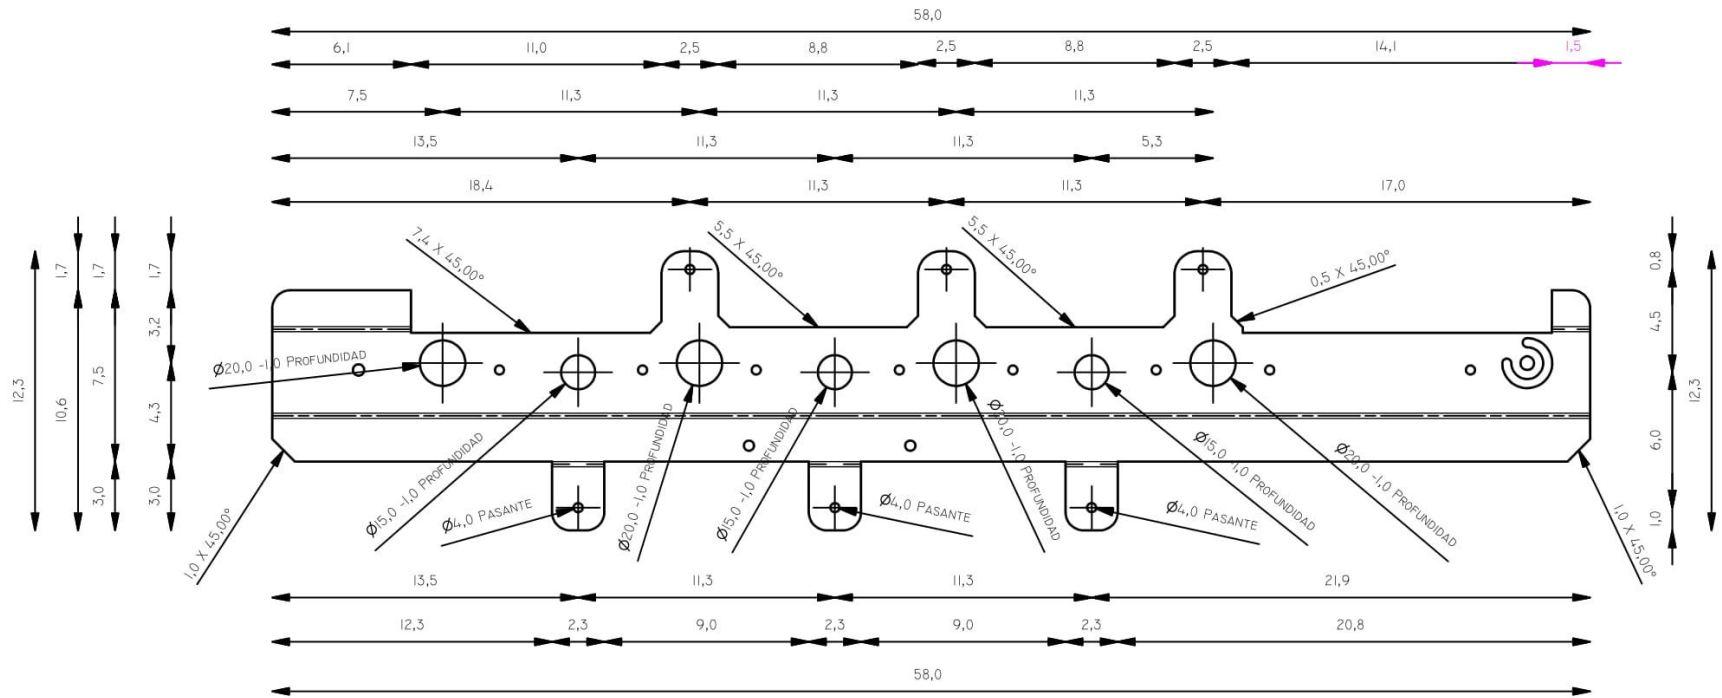 58,0
6,1 11,0 2,5 8,8 2,5 8,8 2,5 14,1 1,5
7,5 11,3 11,3 11,3
13,5 11,3 11,3 5,3
18,4 11,3 11,3 17,0
7,4 X 45,00°
5,5 X 45,00°
5,5 X 45,00°
0,5 X 45,00°
1,7 1,7 1,7
0,8
12,3 10,6 7,5 3,2
4,5
12,3
Ø20,0 -1,0 PROFUNDIDAD
4,3
6,0
3,0 3,0
1,0
1,0 X 45,00°
Ø15,0 -1,0 PROFUNDIDAD
Ø4,0 PASANTE
Ø20,0 -1,0 PROFUNDIDAD
Ø15,0 -1,0 PROFUNDIDAD
Ø4,0 PASANTE
Ø20,0 -1,0 PROFUNDIDAD
Ø4,0 PASANTE
Ø15,0 -1,0 PROFUNDIDAD
Ø20,0 -1,0 PROFUNDIDAD
1,0 X 45,00°
13,5 11,3 11,3 21,9
12,3 2,3 9,0 2,3 9,0 2,3 20,8
58,0